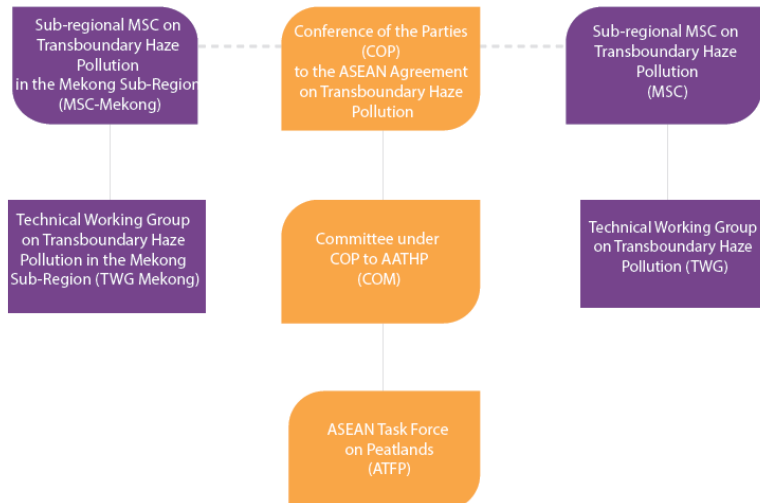 Sub-regional MSC on
Transboundary Haze
Pollution
in the Mekong Sub-Region
(MSC-Mekong)
Conference of the Parties
(COP)
to the ASEAN Agreement
on Transboundary Haze
Pollution
Sub-regional MSC
on Transboundary Haze
Pollution
(MSC)
Technical Working Group
on Transboundary Haze
Pollution in the Mekong
Sub-Region (TWG Mekong)
Committee under
COP to AATHP
(COM)
Technical Working Group
on Transboundary Haze
Pollution (TWG)
ASEAN Task Force
on Peatlands
(ATFP)